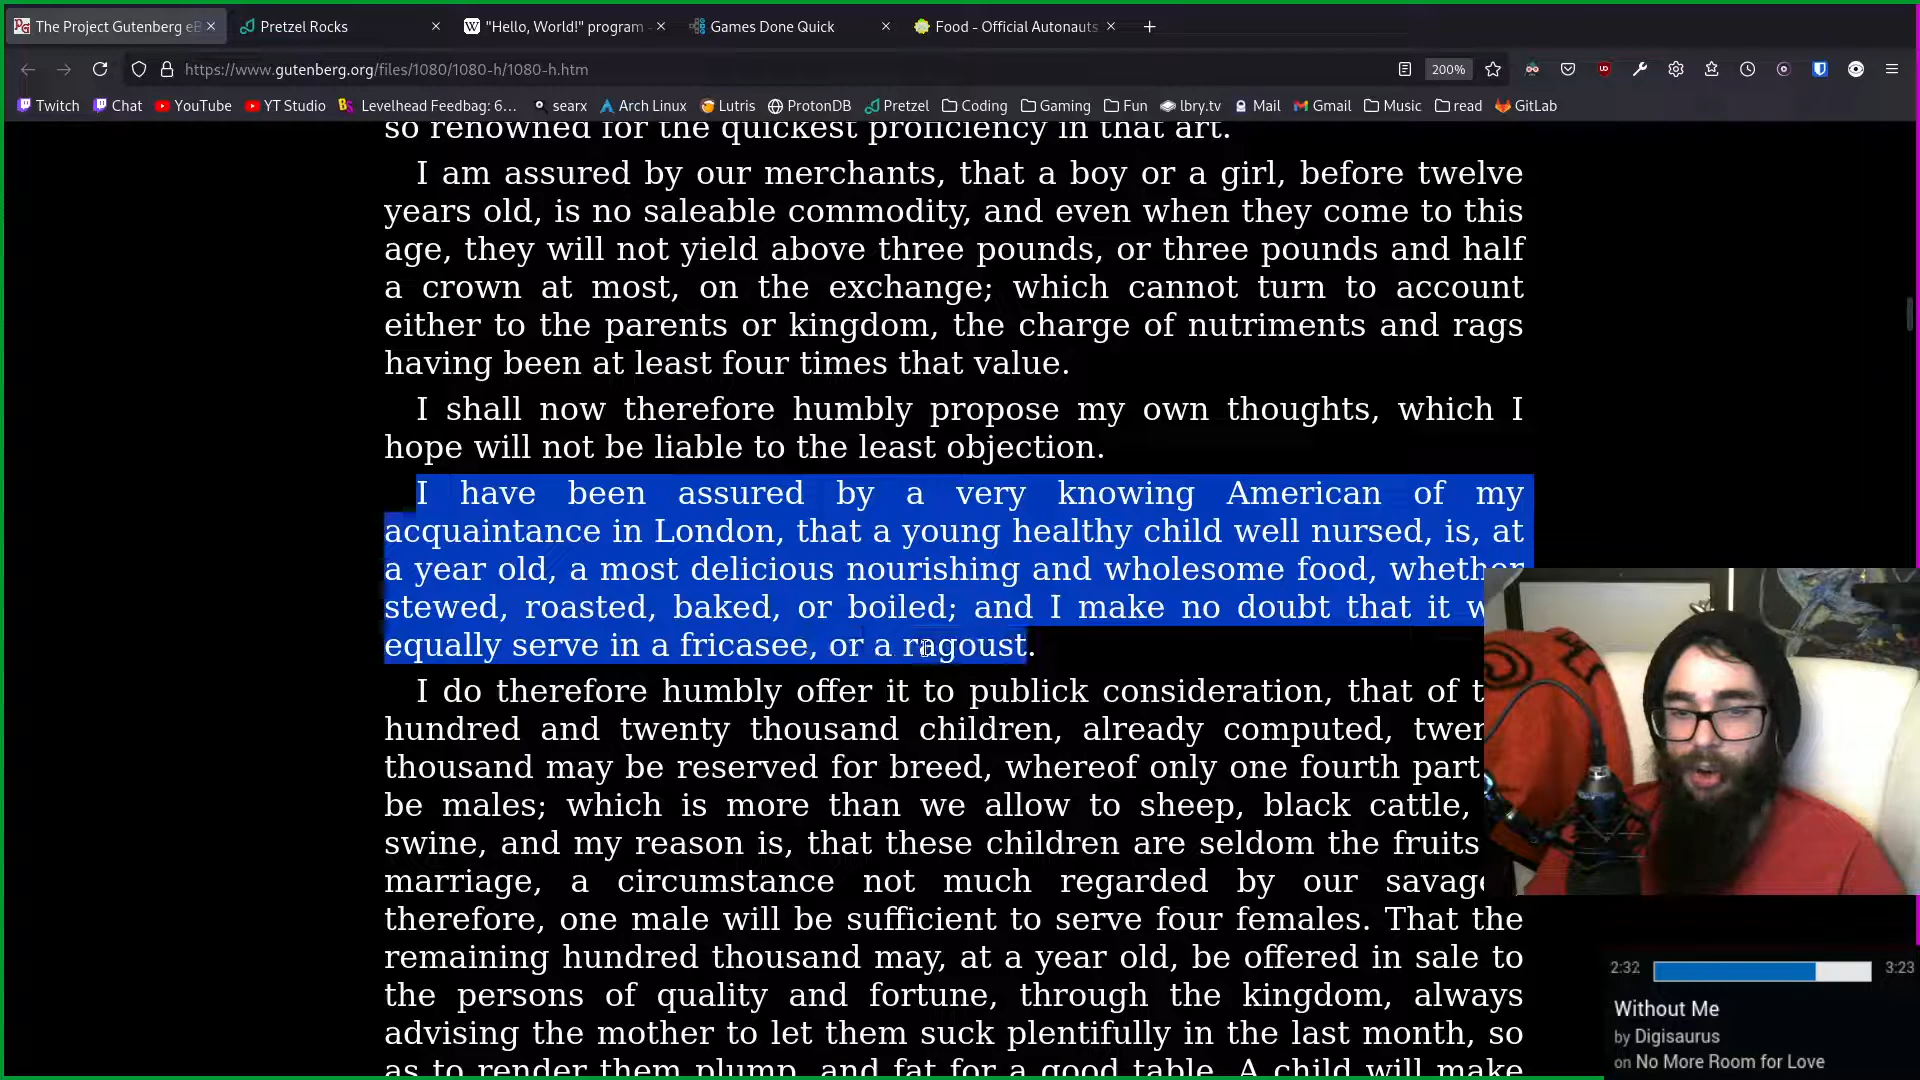 The Project Gutenberg eB
Pretzel Rocks
"Hello, World!" program -
Games Done Quick
Food - Official Autonauts
https://www.gutenberg.org/files/1080/1080-h/1080-h.htm
200%
Twitch
Chat
YouTube
YT Studio
Levelhead Feedbag: 6…
searx
Arch Linux
Lutris
ProtonDB
Pretzel
Coding
Gaming
Fun
lbry.tv
Mail
Gmail
Music
read
GitLab
so renowned for the quickest proficiency in that art.
I am assured by our merchants, that a boy or a girl, before twelve
years old, is no saleable commodity, and even when they come to this
age, they will not yield above three pounds, or three pounds and half
a crown at most, on the exchange; which cannot turn to account
either to the parents or kingdom, the charge of nutriments and rags
having been at least four times that value.
I shall now therefore humbly propose my own thoughts, which I
hope will not be liable to the least objection.
I have been assured by a very knowing American of my
acquaintance in London, that a young healthy child well nursed, is, at
a year old, a most delicious nourishing and wholesome food, whether
stewed, roasted, baked, or boiled; and I make no doubt that it
equally serve in a fricasee, or a ragoust.
I do therefore humbly offer it to publick consideration, that of
hundred and twenty thousand children, already computed,
thousand may be reserved for breed, whereof only one fourth part
be males; which is more than we allow to sheep, black cattle,
swine, and my reason is, that these children are seldom the fruits
marriage, a circumstance not much regarded by our
therefore, one male will be sufficient to serve four females. That the
remaining hundred thousand may, at a year old, be offered in sale to
the persons of quality and fortune, through the kingdom, always
advising the mother to let them suck plentifully in the last month, so
as to render them plump, and fat for a good table. A child will make
2:32
3:23
Without Me
by Digisaurus
on No More Room for Love